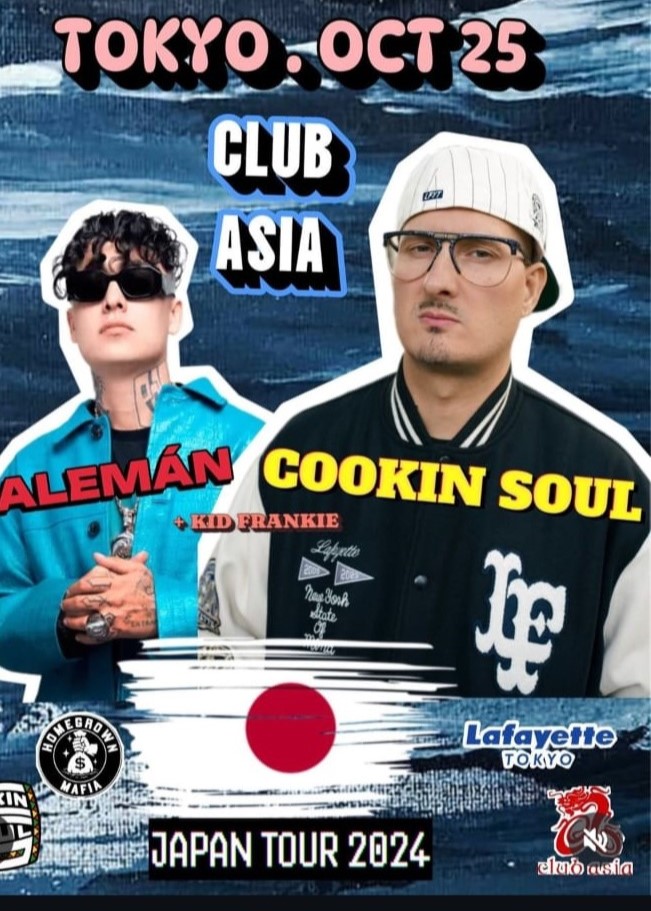 TOKYO . OCT 25
CLUB
ASIA
ALEMÁN
COOKIN SOUL
+ KID FRANKIE
Lafayette
New York
State
Of
mind
LF
HOMEGROWN
$
MAFIA
Lafayette
TOKYO
JAPAN TOUR 2024
club asia